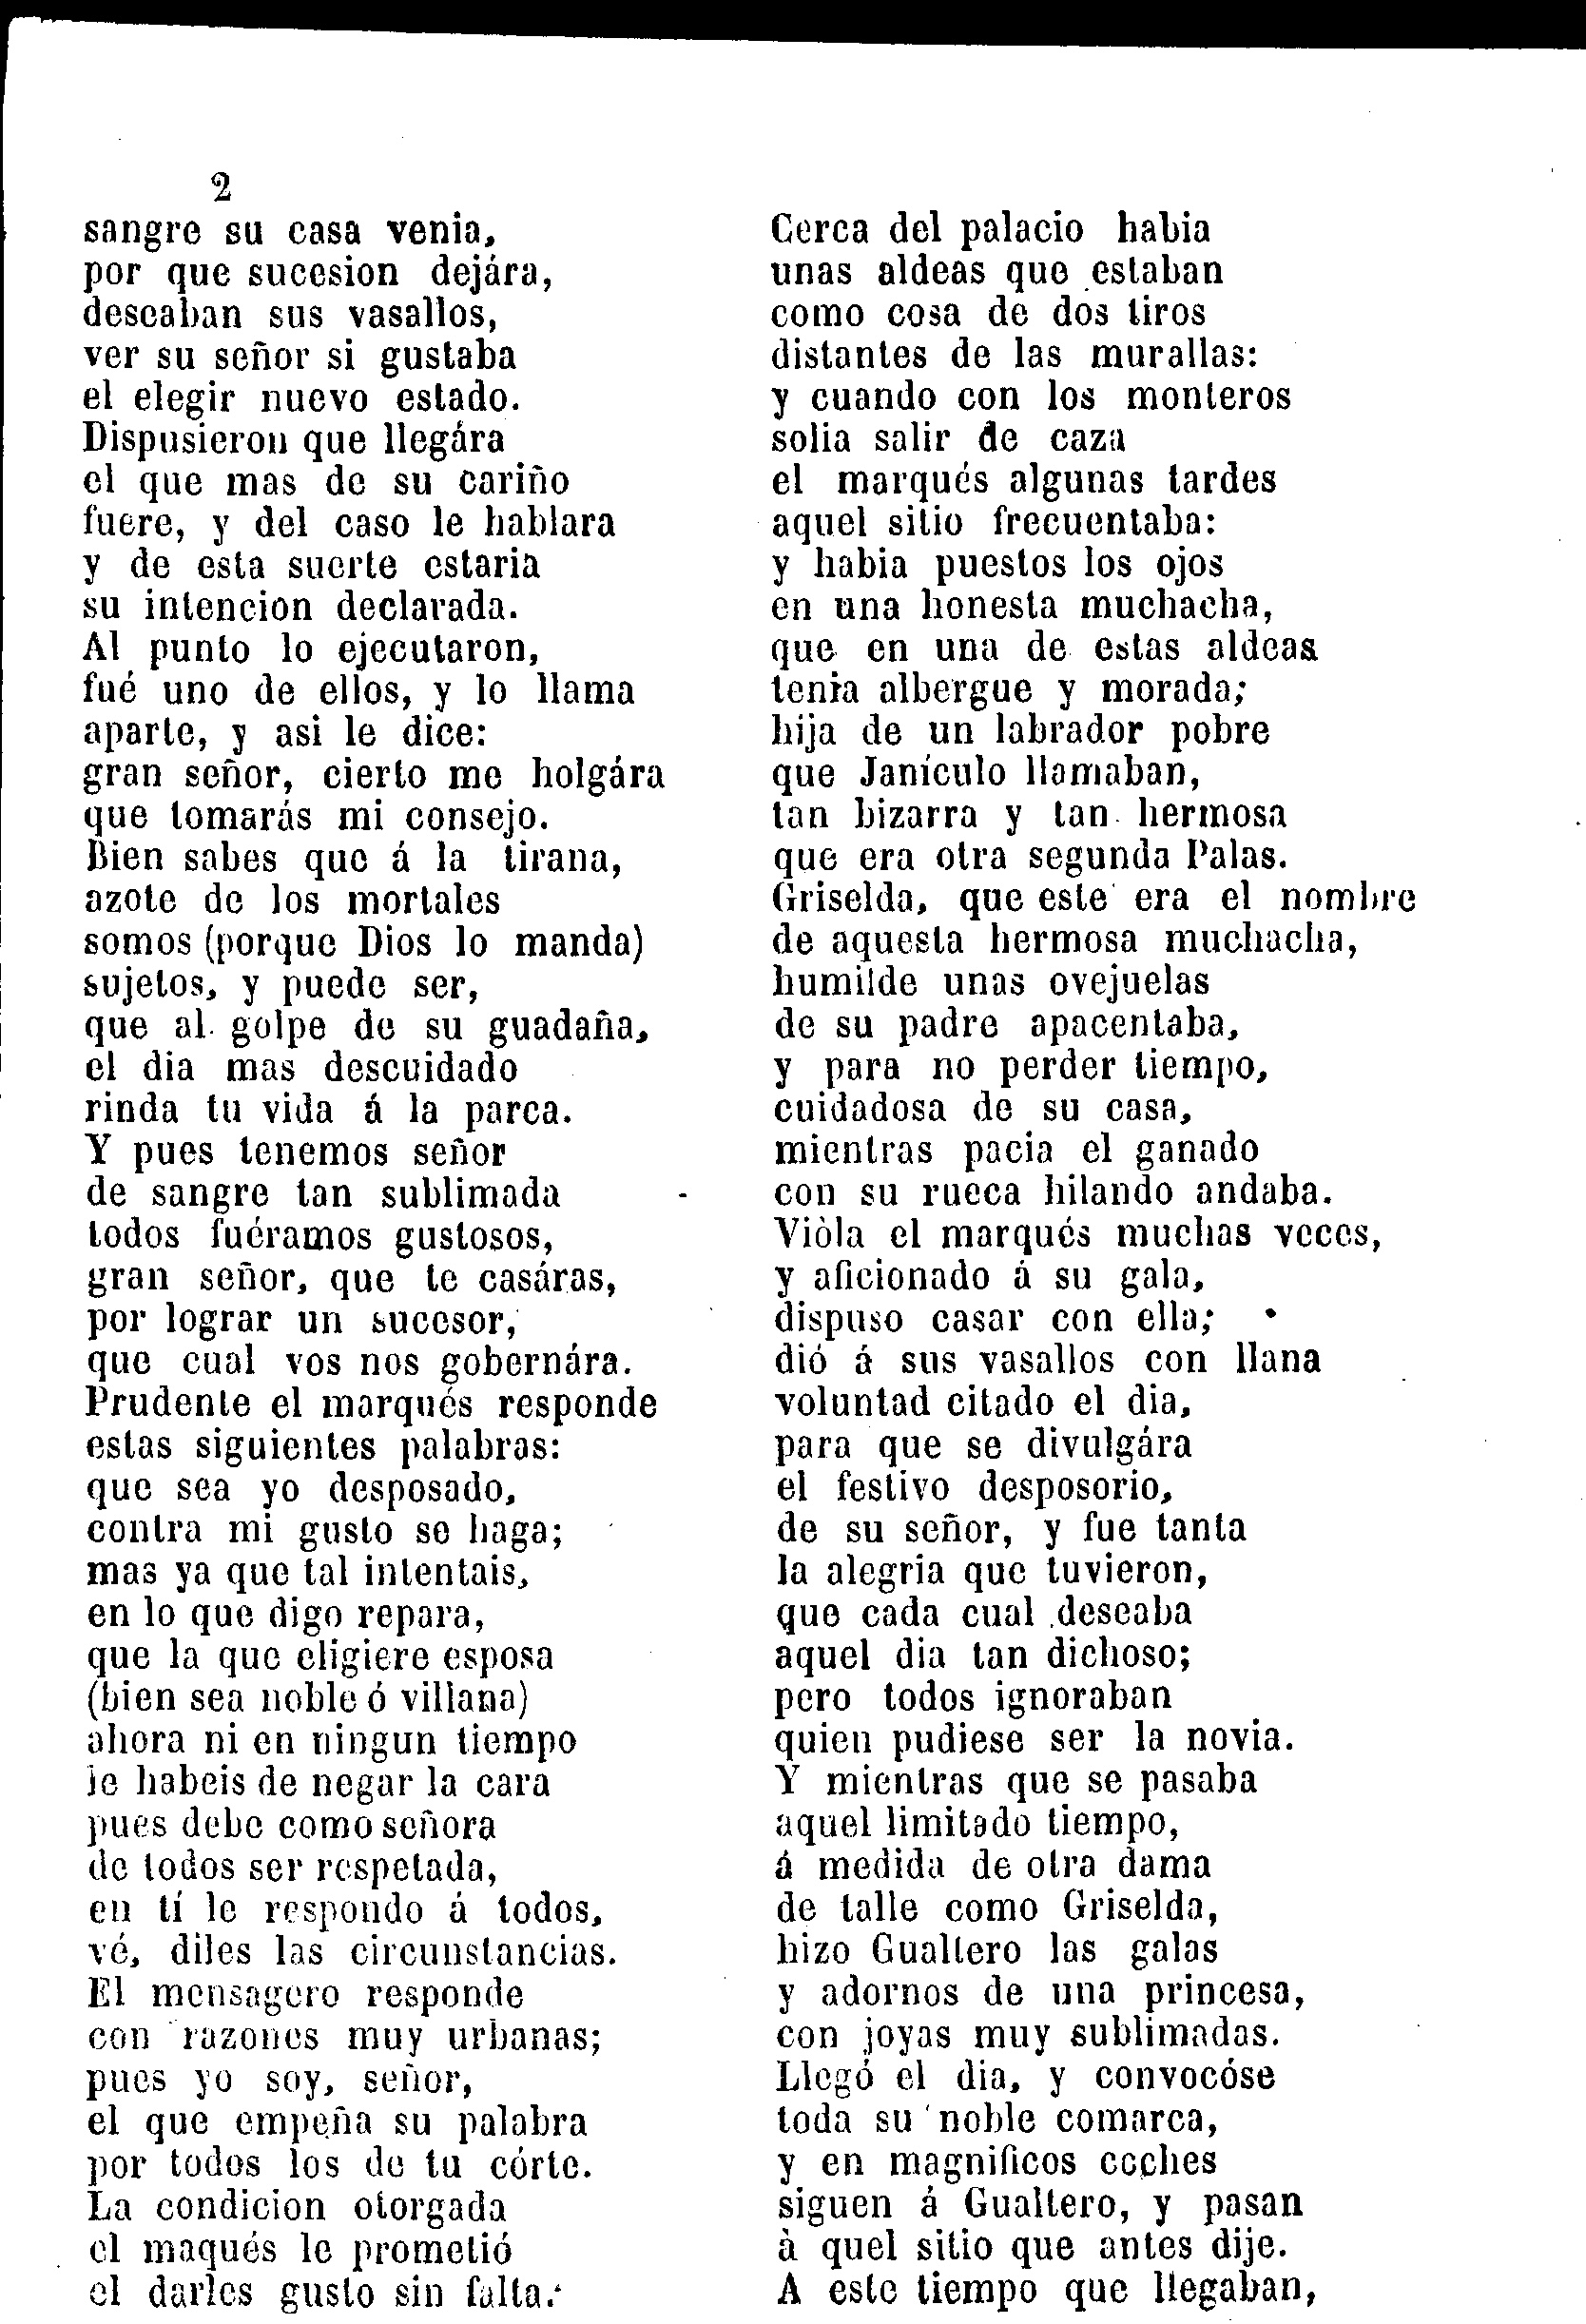 2
sangre su casa venia,
por que sucesion dejára,
deseaban sus vasallos,
ver su señor si gustaba
el elegir nuevo estado.
Dispusieron que llegára
el que mas de su cariño
fuere, y del caso le hablara
y de esta suerte estaria
su intencion declarada.
Al punto lo ejecutaron,
fué uno de ellos, y lo llama
aparte, y asi le dice:
gran señor, cierto me holgára
que tomarás mi consejo.
Bien sabes que á la tirana,
azote de los mortales
somos (porque Dios lo manda)
sujetos, y puede ser,
que al golpe de su guadaña,
el dia mas descuidado
rinda tu vida á la parca.
Y pues tenemos señor
de sangre tan sublimada
todos fuéramos gustosos,
gran señor, que te casáras,
por lograr un sucesor,
que cual vos nos gobernára.
Prudente el marqués responde
estas siguientes palabras:
que sea yo desposado,
contra mi gusto se haga;
mas ya que tal intentais,
en lo que digo repara,
que la que eligiere esposa
(bien sea noble ó villana)
ahora ni en ningun tiempo
le habeis de negar la cara
pues debe como señora
de todos ser respetada,
en tí le respondo á todos,
vé, diles las circunstancias.
El mensagero responde
con razones muy urbanas;
pues yo soy, señor,
el que empeña su palabra
por todos los de tu córte.
La condicion otorgada
el maqués le prometió
el darles gusto sin falta.
Cerca del palacio habia
unas aldeas que estaban
como cosa de dos tiros
distantes de las murallas:
y cuando con los monteros
solia salir de caza
el marqués algunas tardes
aquel sitio frecuentaba:
y habia puestos los ojos
en una honesta muchacha,
que en una de estas aldeas
tenia albergue y morada;
hija de un labrador pobre
que Janículo llamaban,
tan bizarra y tan hermosa
que era otra segunda Palas.
Griselda, que este era el nombre
de aquesta hermosa muchacha,
humilde unas ovejuelas
de su padre apacentaba,
y para no perder tiempo,
cuidadosa de su casa,
mientras pacia el ganado
con su rueca hilando andaba.
Viòla el marqués muchas veces,
y aficionado á su gala,
dispuso casar con ella;
dió á sus vasallos con llana
voluntad citado el dia,
para que se divulgára
el festivo desposorio,
de su señor, y fue tanta
la alegria que tuvieron,
que cada cual deseaba
aquel dia tan dichoso;
pero todos ignoraban
quien pudiese ser la novia.
Y mientras que se pasaba
aquel limitado tiempo,
á medida de otra dama
de talle como Griselda,
hizo Gualtero las galas
y adornos de una princesa,
con joyas muy sublimadas.
Llegó el dia, y convocóse
toda su noble comarca,
y en magnificos coches
siguen á Gualtero, y pasan
à quel sitio que antes dije.
A este tiempo que llegaban,